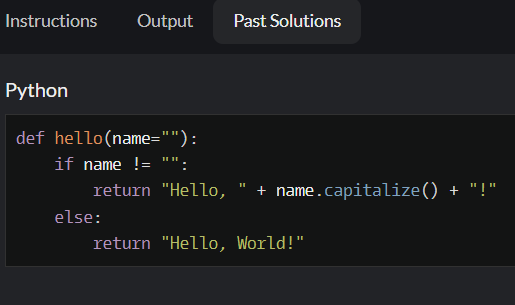 Instructions Output Past Solutions
Python
def hello(name=""):
    if name != "":
        return "Hello, " + name.capitalize() + "!"
    else:
        return "Hello, World!"